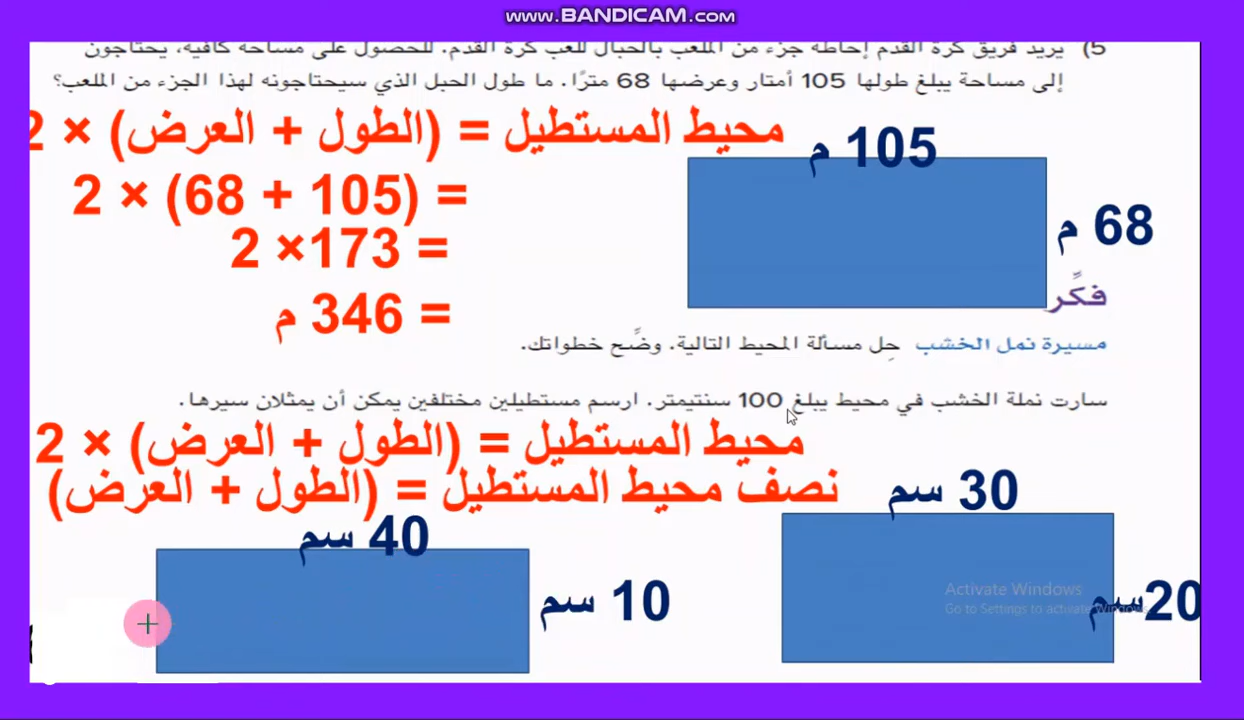 www.BANDICAM.com
5) يريد فريق كرة القدم إحاطة جزء من الملعب بالحبال للعب كرة القدم. للحصول على مساحة كافية، يحتاجون
إلى مساحة يبلغ طولها 105 أمتار وعرضها 68 مترًا. ما طول الحبل الذي سيحتاجونه لهذا الجزء من الملعب؟
محيط المستطيل = (الطول + العرض) × 2
105 م
= (105 + 68) × 2
68 م
= 173× 2
= 346 م
فكِّر
مسيرة نمل الخشب حِل مسألة المحيط التالية. وضِّح خطواتك.
سارت نملة الخشب في محيط يبلغ 100 سنتيمتر. ارسم مستطيلين مختلفين يمكن أن يمثلان سيرها.
محيط المستطيل = (الطول + العرض) × 2
نصف محيط المستطيل = (الطول + العرض)
30 سم
40 سم
20سم
10 سم
Activate Windows
Go to Settings to activate Windows.